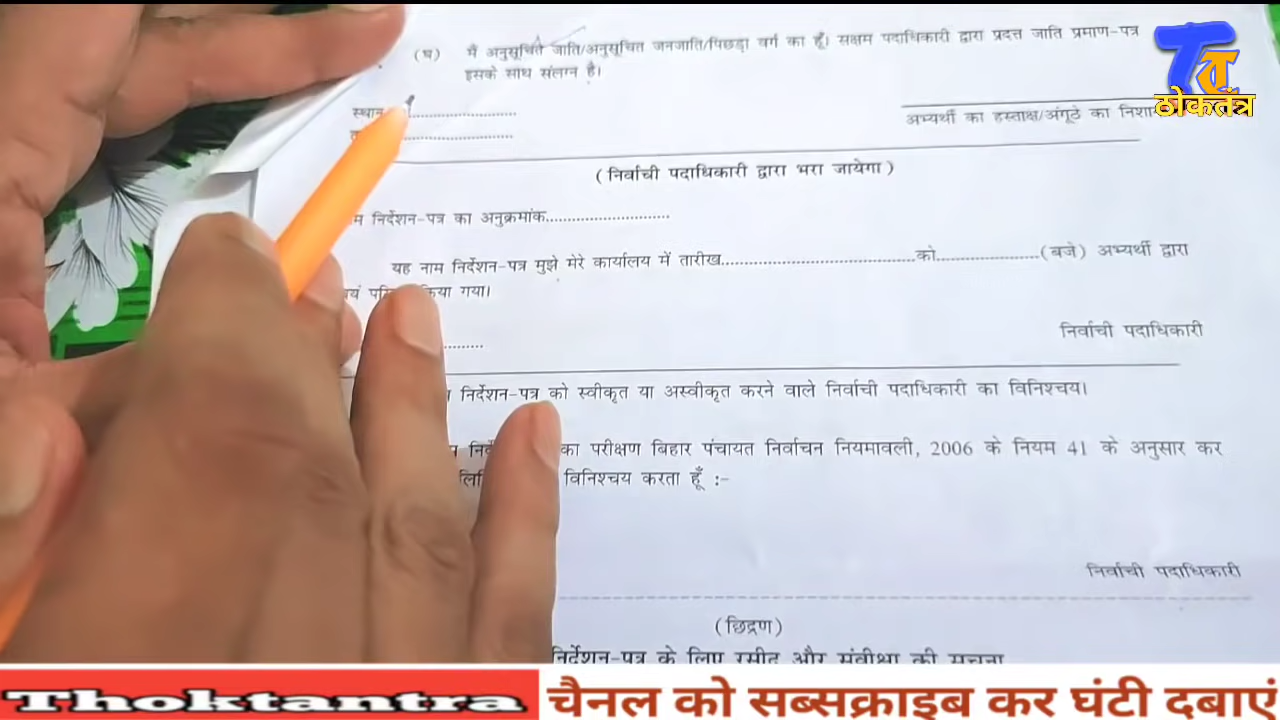 (घ) मैं अनुसूचित जाति/अनुसूचित जनजाति/पिछड़ा वर्ग का हूँ। सक्षम पदाधिकारी द्वारा प्रदत्त जाति प्रमाण-पत्र
इसके साथ संलग्न है।
स्थान
अभ्यर्थी का हस्ताक्षर/अंगूठे का
(निर्वाची पदाधिकारी द्वारा भरा जायेगा)
निर्देशन-पत्र का अनुक्रमांक............................
यह नाम निर्देशन-पत्र मुझे मेरे कार्यालय में तारीख...........................................को......................(बजे) अभ्यर्थी द्वारा
किया गया।
निर्वाची पदाधिकारी
निर्देशन-पत्र को स्वीकृत या अस्वीकृत करने वाले निर्वाची पदाधिकारी का विनिश्चय।
का परीक्षण बिहार पंचायत निर्वाचन नियमावली, 2006 के नियम 41 के अनुसार कर
विनिश्चय करता हूँ :-
निर्वाची पदाधिकारी
(छिद्रण)
निर्देशन-पत्र के लिए रसीद और संवीक्षा की सूचना
ठोकतंत्र
Thoktantra चैनल को सब्सक्राइब कर घंटी दबाएं